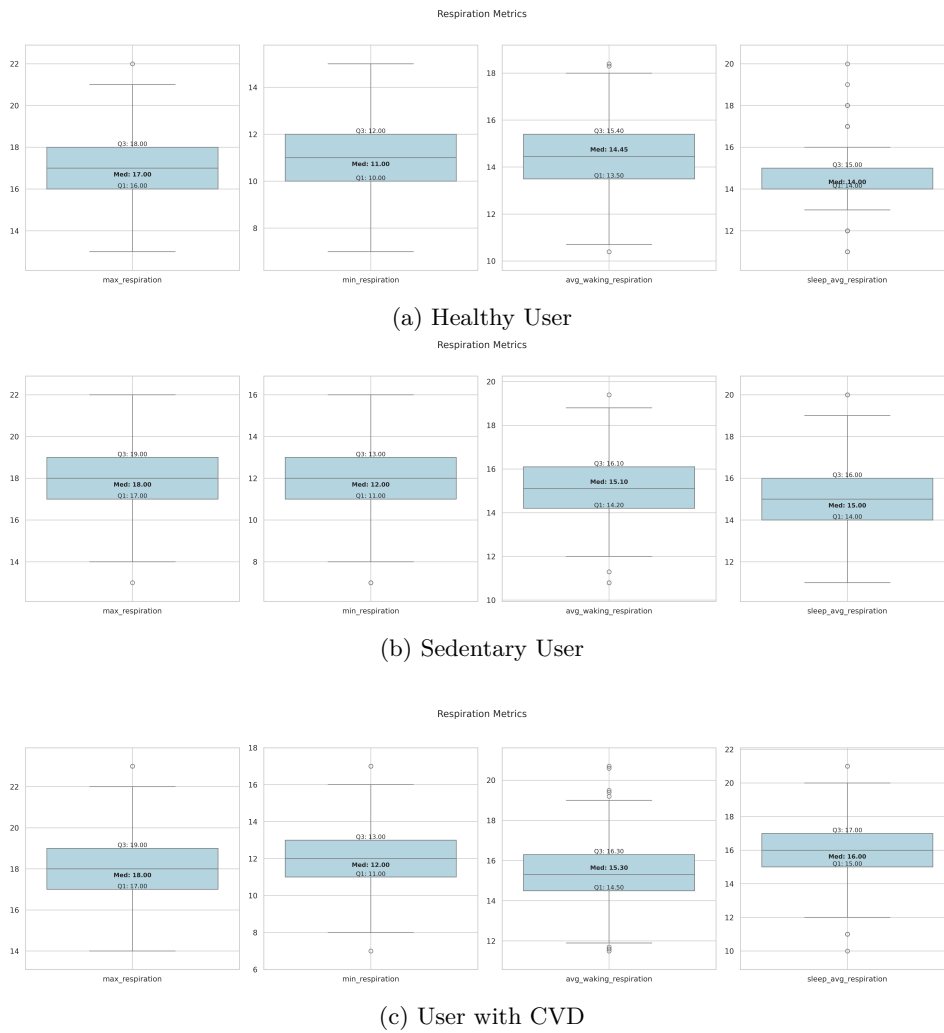 Respiration Metrics
22
20
18
16
14
Q3: 18.00
Med: 17.00
Q1: 16.00
max_respiration
14
12
10
8
Q3: 12.00
Med: 11.00
Q1: 10.00
min_respiration
18
16
14
12
10
Q3: 15.40
Med: 14.45
Q1: 13.50
avg_waking_respiration
20
18
16
14
12
Q3: 15.00
Med: 14.00
Q1: 14.00
sleep_avg_respiration
(a) Healthy User
Respiration Metrics
22
20
18
16
14
Q3: 19.00
Med: 18.00
Q1: 17.00
max_respiration
16
14
12
10
8
Q3: 13.00
Med: 12.00
Q1: 11.00
min_respiration
20
18
16
14
12
10
Q3: 16.10
Med: 15.10
Q1: 14.20
avg_waking_respiration
20
18
16
14
12
Q3: 16.00
Med: 15.00
Q1: 14.00
sleep_avg_respiration
(b) Sedentary User
Respiration Metrics
22
20
18
16
14
Q3: 19.00
Med: 18.00
Q1: 17.00
max_respiration
18
16
14
12
10
8
6
Q3: 13.00
Med: 12.00
Q1: 11.00
min_respiration
20
18
16
14
12
Q3: 16.30
Med: 15.30
Q1: 14.50
avg_waking_respiration
22
20
18
16
14
12
10
Q3: 17.00
Med: 16.00
Q1: 15.00
sleep_avg_respiration
(c) User with CVD